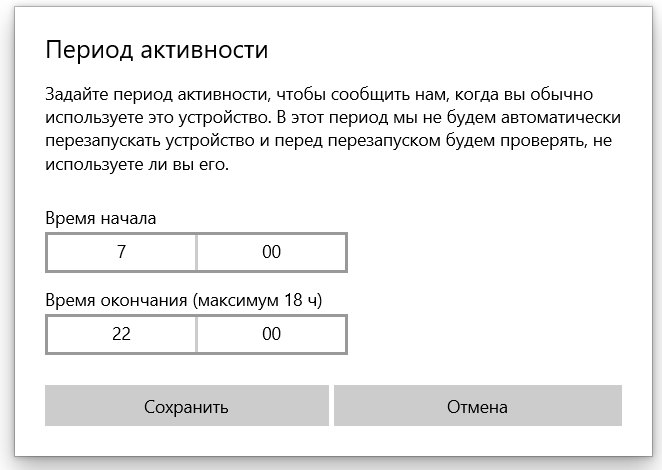 Период активности
Задайте период активности, чтобы сообщить нам, когда вы обычно
используете это устройство. В этот период мы не будем автоматически
перезапускать устройство и перед перезапуском будем проверять, не
используете ли вы его.
Время начала
7 00
Время окончания (максимум 18 ч)
22 00
Сохранить Отмена